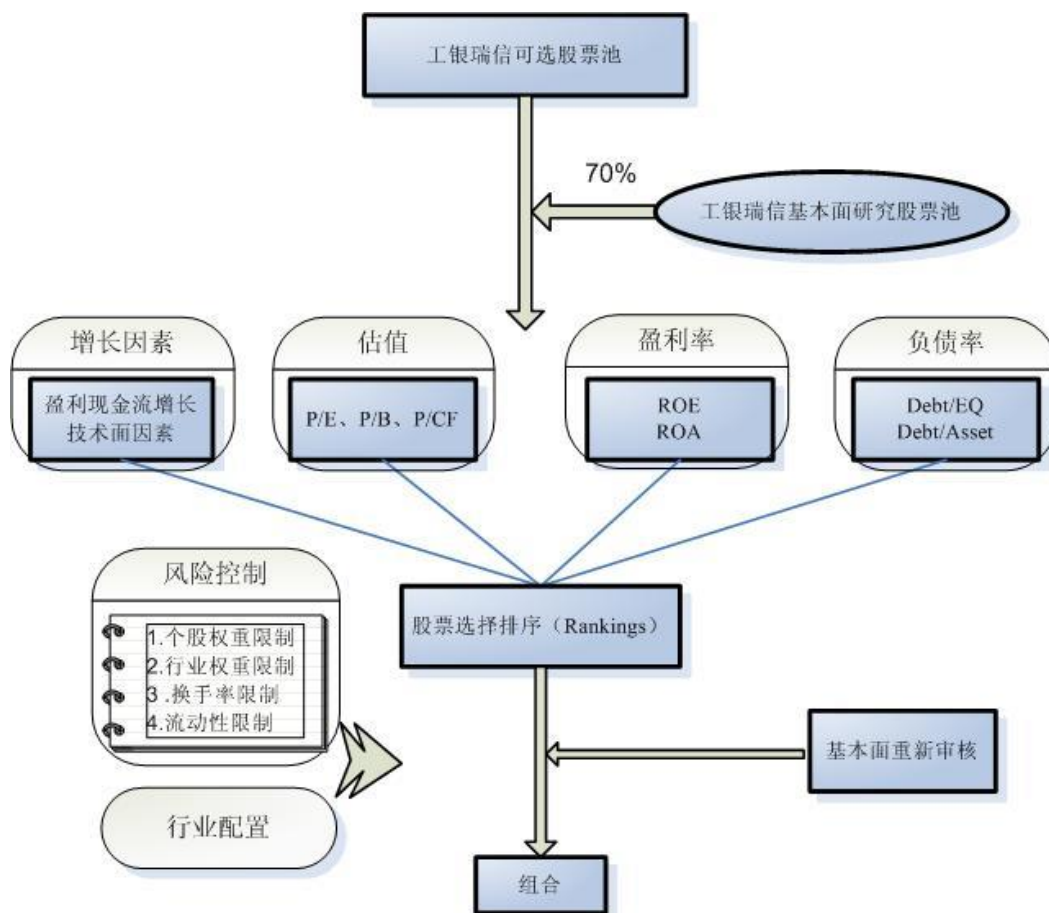 工银瑞信可选股票池
70%
工银瑞信基本面研究股票池
增长因素
盈利现金流增长
技术面因素
估值
P/E、P/B、P/CF
盈利率
ROE
ROA
负债率
Debt/EQ
Debt/Asset
风险控制
1.个股权重限制
2.行业权重限制
3 .换手率限制
4.流动性限制
行业配置
股票选择排序（Rankings）
基本面重新审核
组合